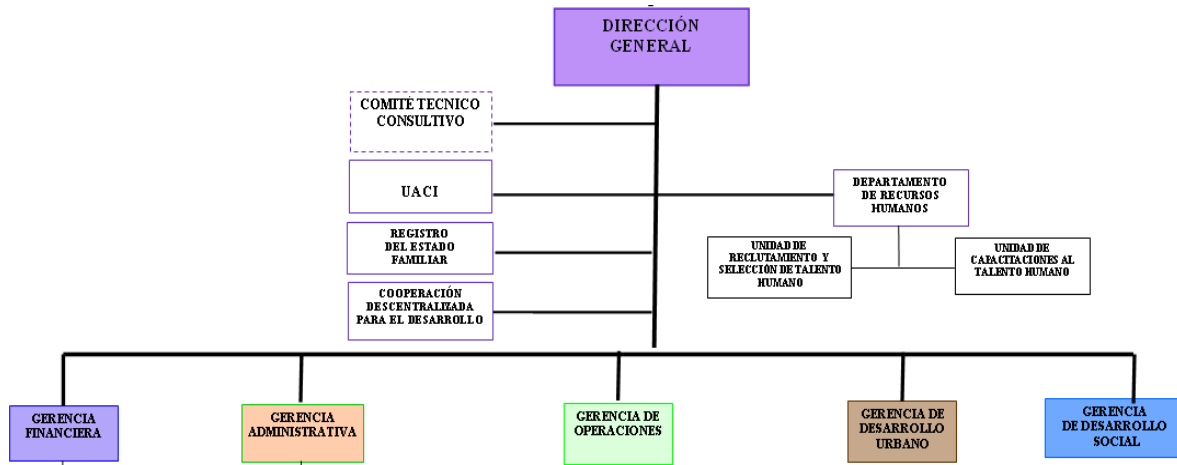 DIRECCIÓN
GENERAL
COMITÉ TECNICO
CONSULTIVO
UACI
DEPARTAMENTO
DE RECURSOS
HUMANOS
REGISTRO
DEL ESTADO
FAMILIAR
UNIDAD DE
RECLUTAMIENTO Y
SELECCIÓN DE TALENTO
HUMANO
UNIDAD DE
CAPACITACIONES AL
TALENTO HUMANO
COOPERACIÓN
DESCENTRALIZADA
PARA EL DESARROLLO
GERENCIA
FINANCIERA
GERENCIA
ADMINISTRATIVA
GERENCIA DE
OPERACIONES
GERENCIA DE
DESARROLLO
URBANO
GERENCIA
DE DESARROLLO
SOCIAL